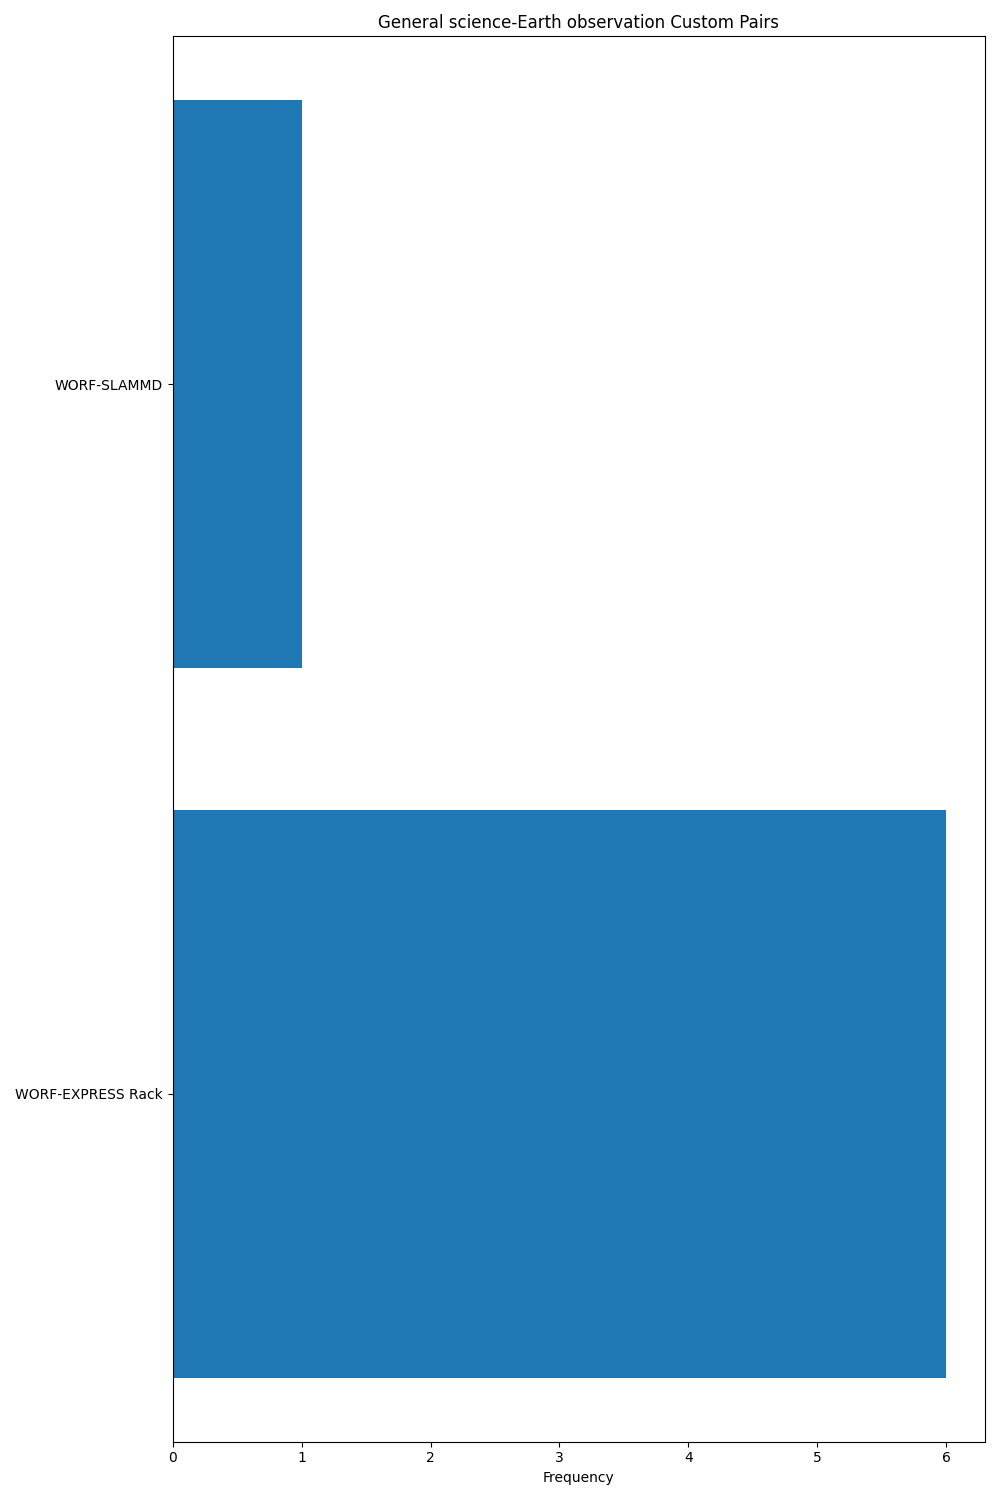 General science-Earth observation Custom Pairs
WORF-SLAMMD
WORF-EXPRESS Rack
0 1 2 3 4 5 6
Frequency